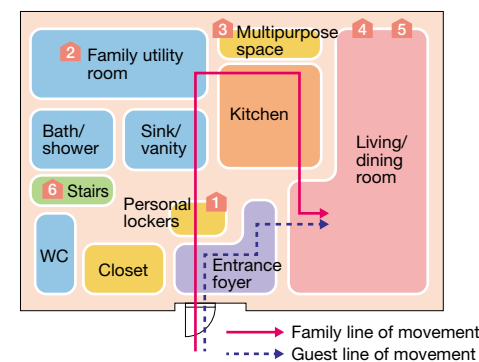 3 Multipurpose
space
4
5
2 Family utility
room
Kitchen
Bath/
shower
Sink/
vanity
Living/
dining
room
6 Stairs
Personal
lockers
1
WC
Closet
Entrance
foyer
Family line of movement
Guest line of movement